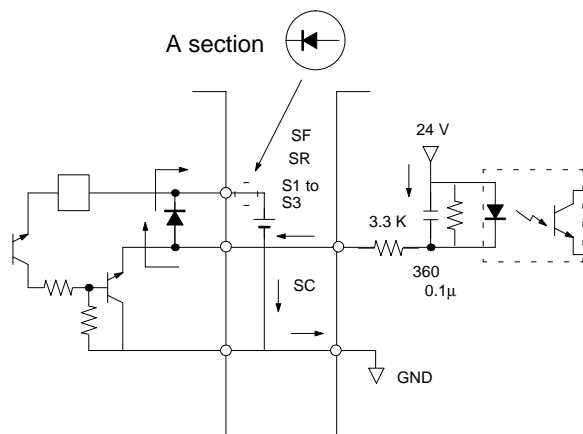 A section
SF
SR
S1 to
S3
24 V
3.3 K
360
0.1μ
SC
GND